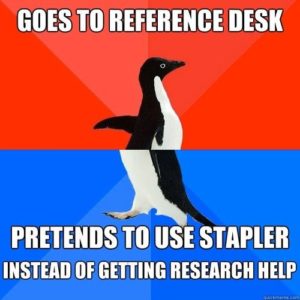 GOES TO REFERENCE DESK
PRETENDS TO USE STAPLER
INSTEAD OF GETTING RESEARCH HELP